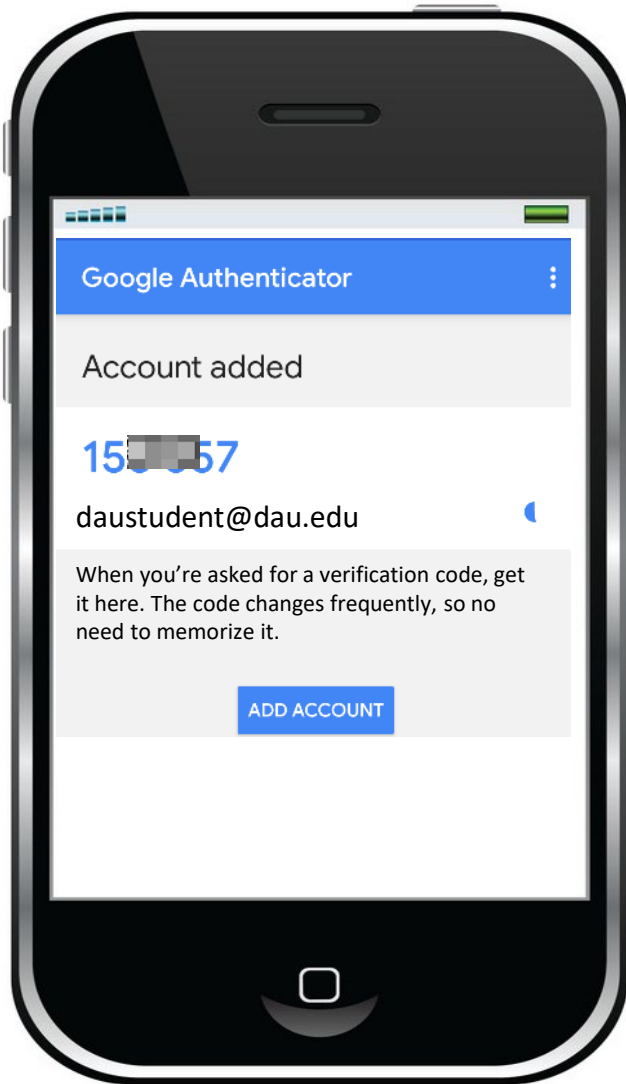 Google Authenticator
Account added
daustudent@dau.edu
When you’re asked for a verification code, get
it here. The code changes frequently, so no
need to memorize it.
ADD ACCOUNT